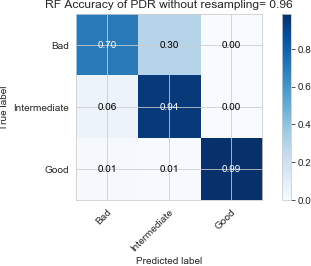 RF Accuracy of PDR without resampling= 0.96
True label
Bad 0.70 0.30 0.00
Intermediate 0.06 0.94 0.00
Good 0.01 0.01 0.99
Bad Intermediate Good
Predicted label
0.8
0.6
0.4
0.2
0.0